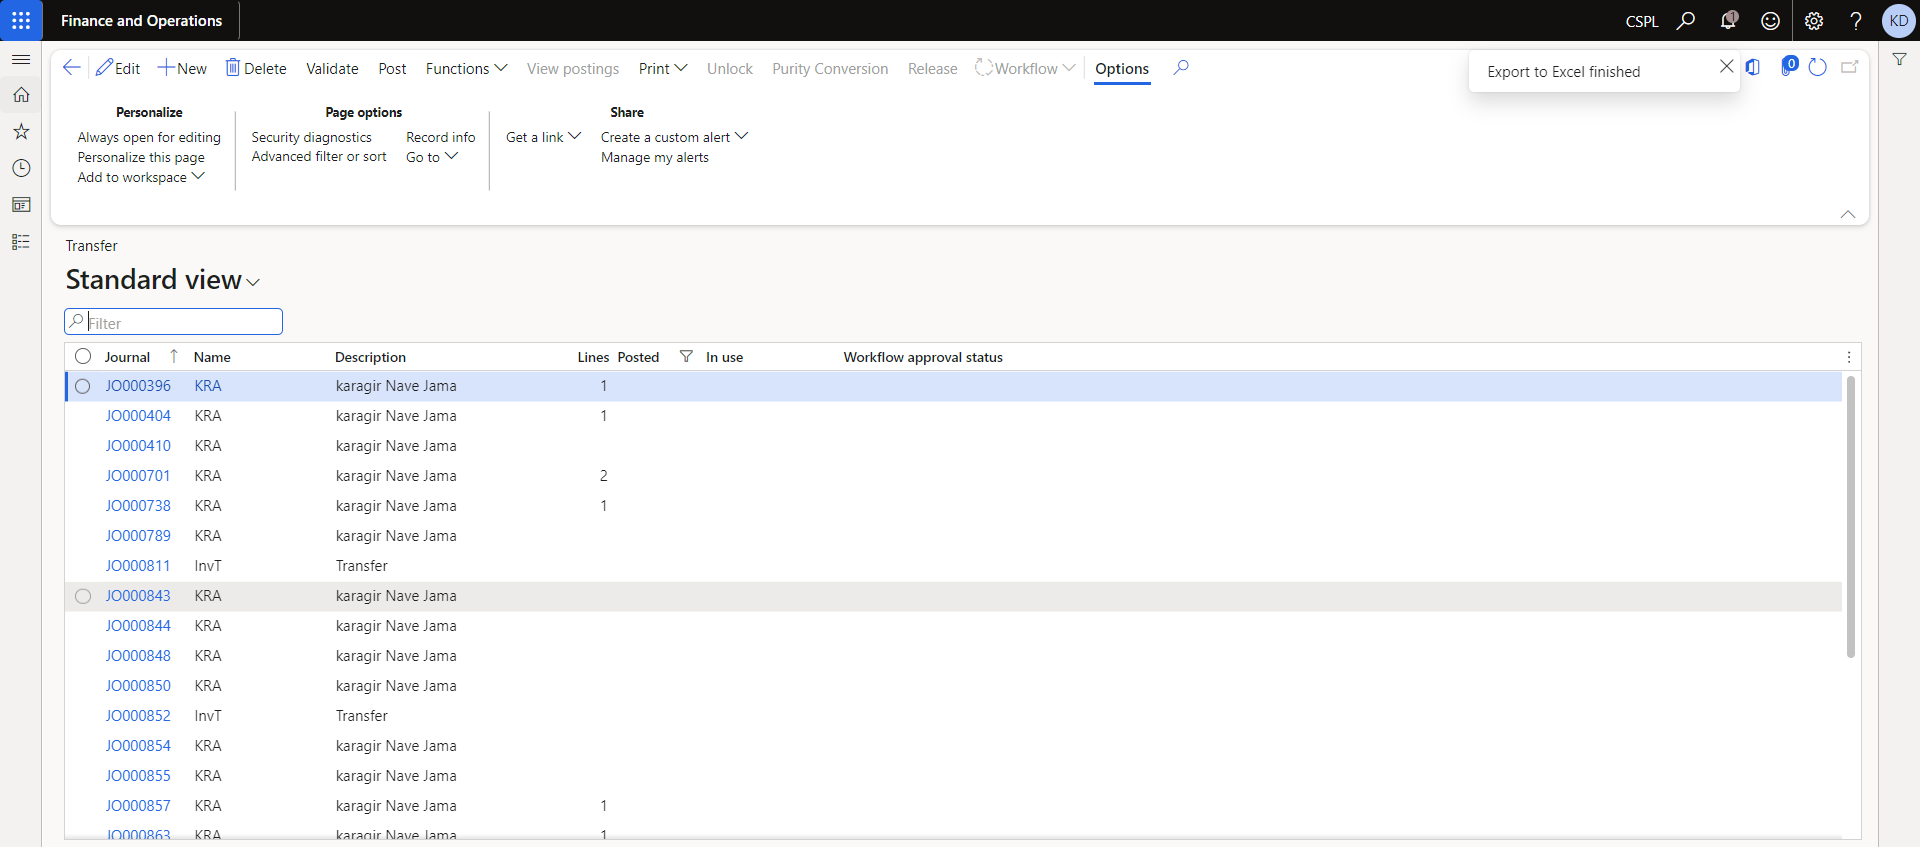 Finance and Operations
CSPL
1
KD
Edit New Delete Validate Post Functions View postings Print Unlock Purity Conversion Release Workflow Options
Export to Excel finished
0
Personalize
Always open for editing
Personalize this page
Add to workspace
Page options
Security diagnostics Record info
Advanced filter or sort Go to
Share
Get a link Create a custom alert
Manage my alerts
Transfer
Standard view
Filter
Journal Name Description Lines Posted In use Workflow approval status
JO000396 KRA karagir Nave Jama 1
JO000404 KRA karagir Nave Jama 1
JO000410 KRA karagir Nave Jama
JO000701 KRA karagir Nave Jama 2
JO000738 KRA karagir Nave Jama 1
JO000789 KRA karagir Nave Jama
JO000811 InvT Transfer
JO000843 KRA karagir Nave Jama
JO000844 KRA karagir Nave Jama
JO000848 KRA karagir Nave Jama
JO000850 KRA karagir Nave Jama
JO000852 InvT Transfer
JO000854 KRA karagir Nave Jama
JO000855 KRA karagir Nave Jama
JO000857 KRA karagir Nave Jama 1
JO000863 KRA karagir Nave Jama 1